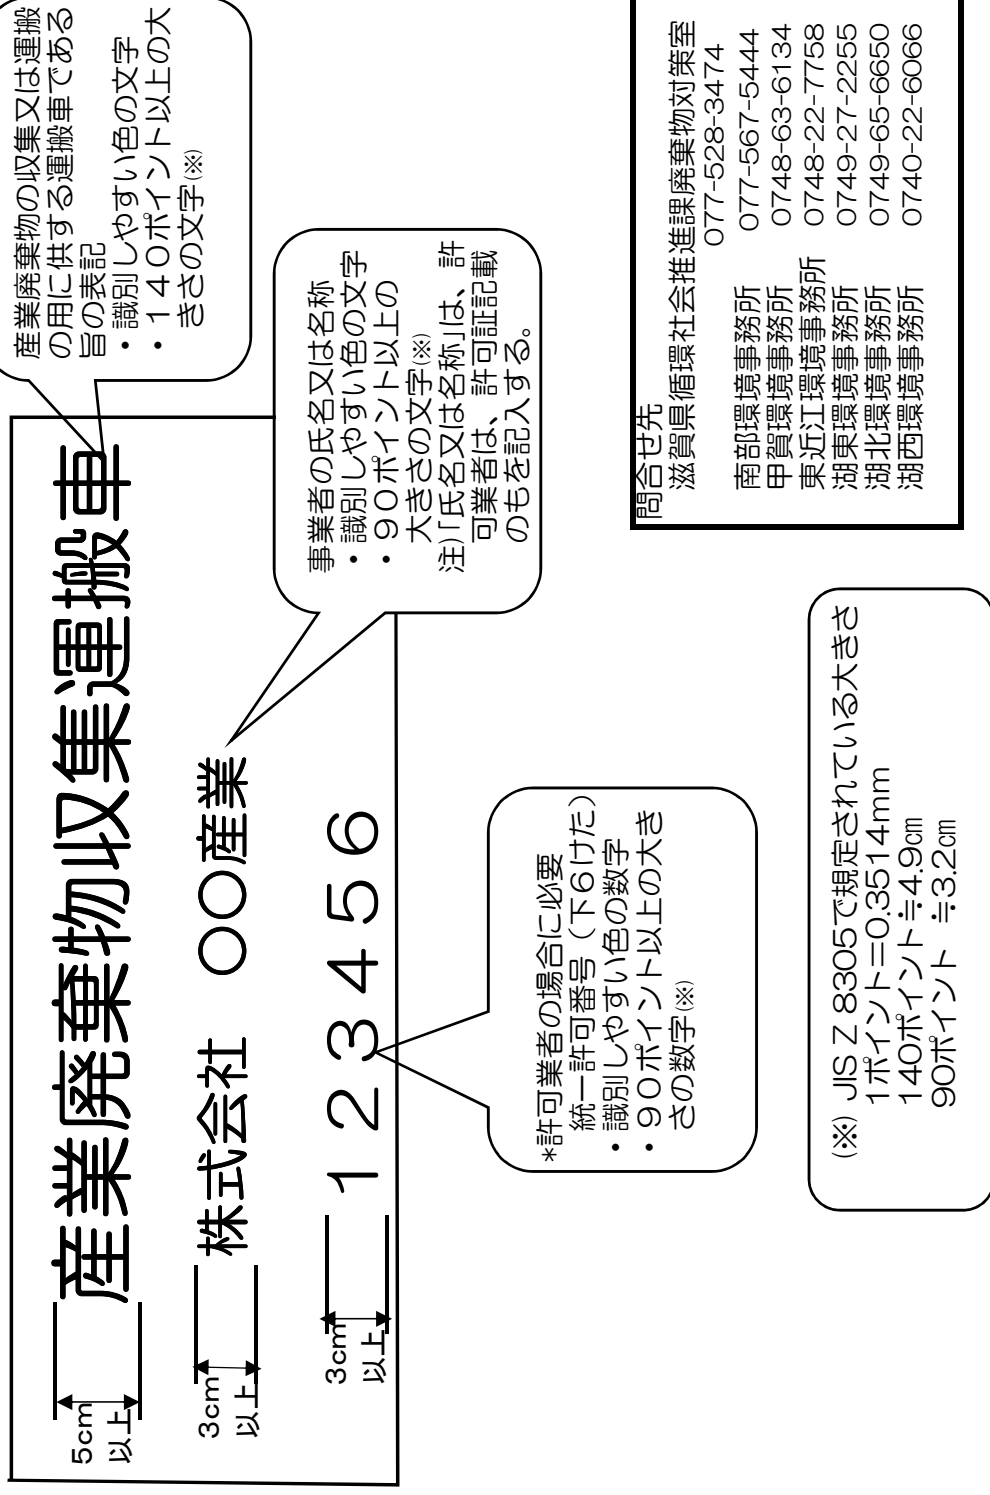 産業廃棄物の収集又は運搬
の用に供する運搬車である
旨の表記
・識別しやすい色の文字
・１４０ポイント以上の大
きさの文字(※)
産業廃棄物収集運搬車
5cm
以上
株式会社　〇〇産業
3cm
以上
１２３４５６
3cm
以上
事業者の氏名又は名称
・識別しやすい色の文字
・９０ポイント以上の
大きさの文字(※)
注)「氏名又は名称」は、許
可業者は、許可証記載
のものを記入する。
*許可業者の場合に必要
統一許可番号（下６けた）
・識別しやすい色の数字
・９０ポイント以上の大き
さの数字(※)
問合せ先
滋賀県循環社会推進課廃棄物対策室
077-528-3474
南部環境事務所 077-567-5444
甲賀環境事務所 0748-63-6134
東近江環境事務所 0748-22-7758
湖東環境事務所 0749-27-2255
湖北環境事務所 0749-65-6650
湖西環境事務所 0740-22-6066
(※) JIS Z 8305で規定されている大きさ
1ポイント=0.3514mm
140ポイント≒4.9㎝
90ポイント ≒3.2㎝